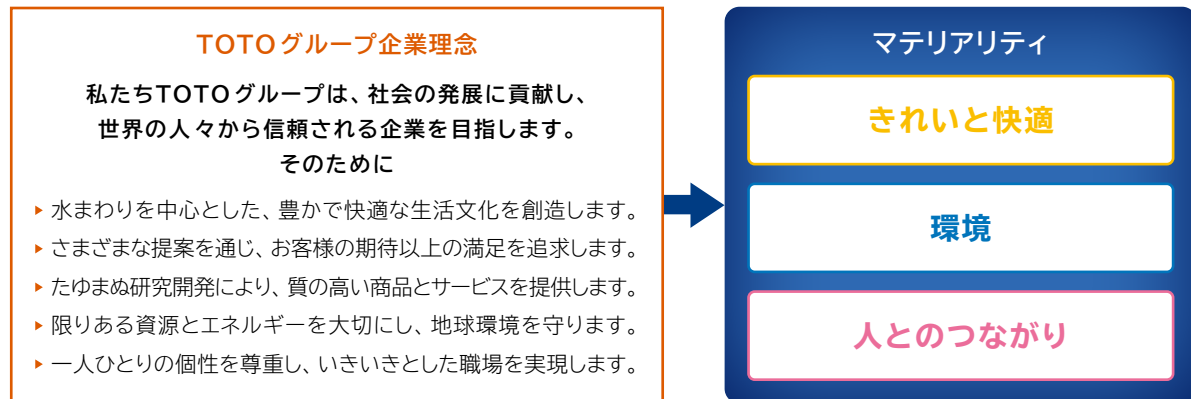 TOTOグループ企業理念
私たちTOTOグループは、社会の発展に貢献し、
世界の人々から信頼される企業を目指します。
そのために
▸ 水まわりを中心とした、豊かで快適な生活文化を創造します。
▸ さまざまな提案を通じ、お客様の期待以上の満足を追求します。
▸ たゆまぬ研究開発により、質の高い商品とサービスを提供します。
▸ 限りある資源とエネルギーを大切にし、地球環境を守ります。
▸ 一人ひとりの個性を尊重し、いきいきとした職場を実現します。
マテリアリティ
きれいと快適
環境
人とのつながり